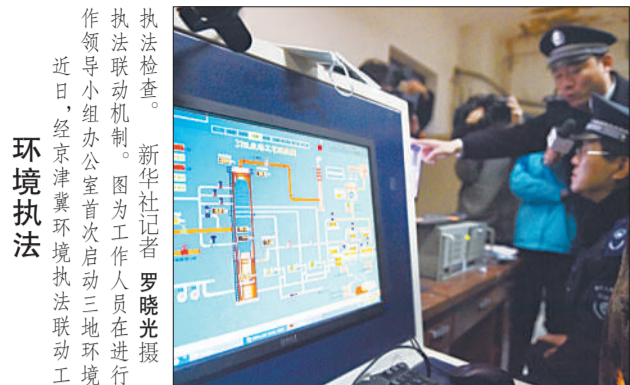 环境执法
近日，经京津冀环境执法联动工
作领导小组办公室首次启动三地环境
执法联动机制。图为工作人员在进行
执法检查。 新华社记者 罗晓光摄